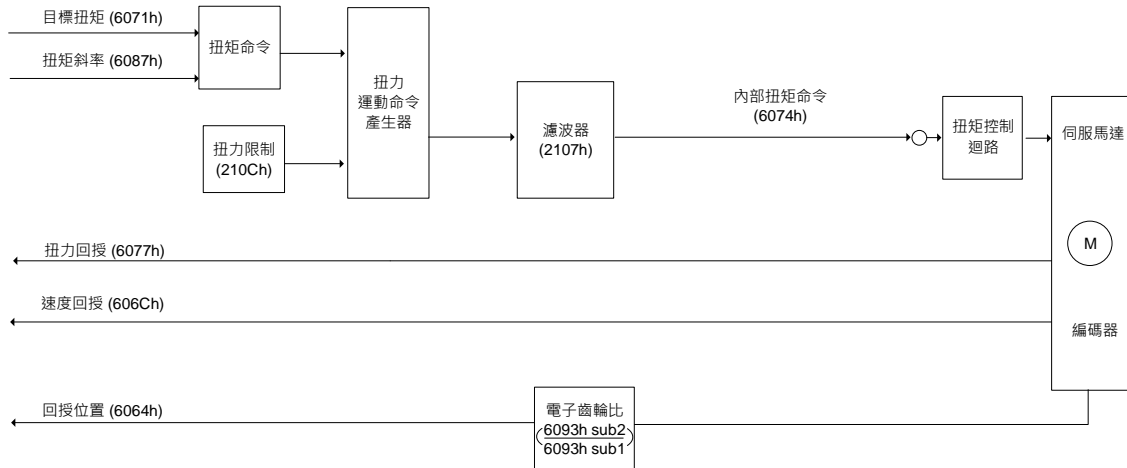 目標扭矩 (6071h)
扭矩斜率 (6087h)
扭矩命令
扭力限制
(210Ch)
扭力
運動命令
產生器
濾波器
(2107h)
內部扭矩命令
(6074h)
扭矩控制
迴路
伺服馬達
M
編碼器
扭力回授 (6077h)
速度回授 (606Ch)
回授位置 (6064h)
電子齒輪比
(6093h sub2
6093h sub1)